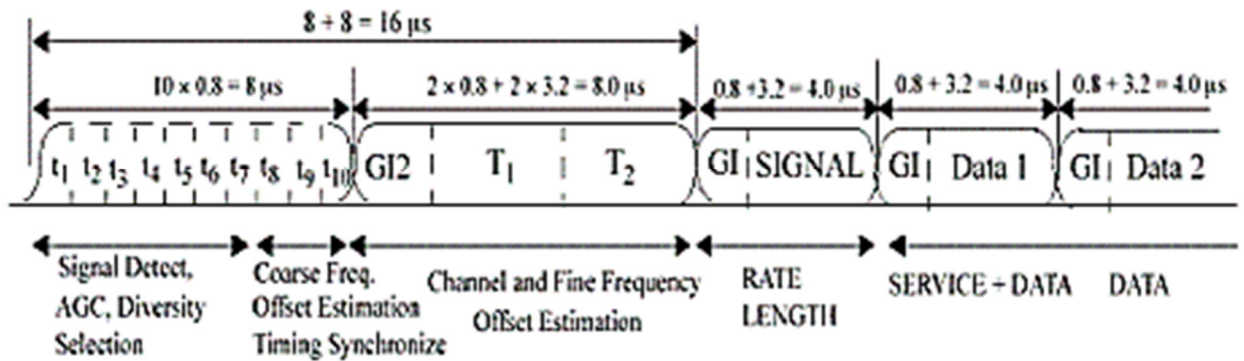 8 + 8 = 16 μs
10 × 0.8 = 8 μs
2 × 0.8 + 2 × 3.2 = 8.0 μs
0.8 +3.2 = 4.0 μs
0.8 + 3.2 = 4.0 μs
0.8 + 3.2 = 4.0 μs
t1 t2 t3 t4 t5 t6 t7 t8 t9 t10 GI2 T1 T2 GI SIGNAL GI Data 1 GI Data 2
Signal Detect,
AGC, Diversity
Selection
Coarse Freq.
Offset Estimation
Timing Synchronize
Channel and Fine Frequency
Offset Estimation
RATE
LENGTH
SERVICE + DATA
DATA